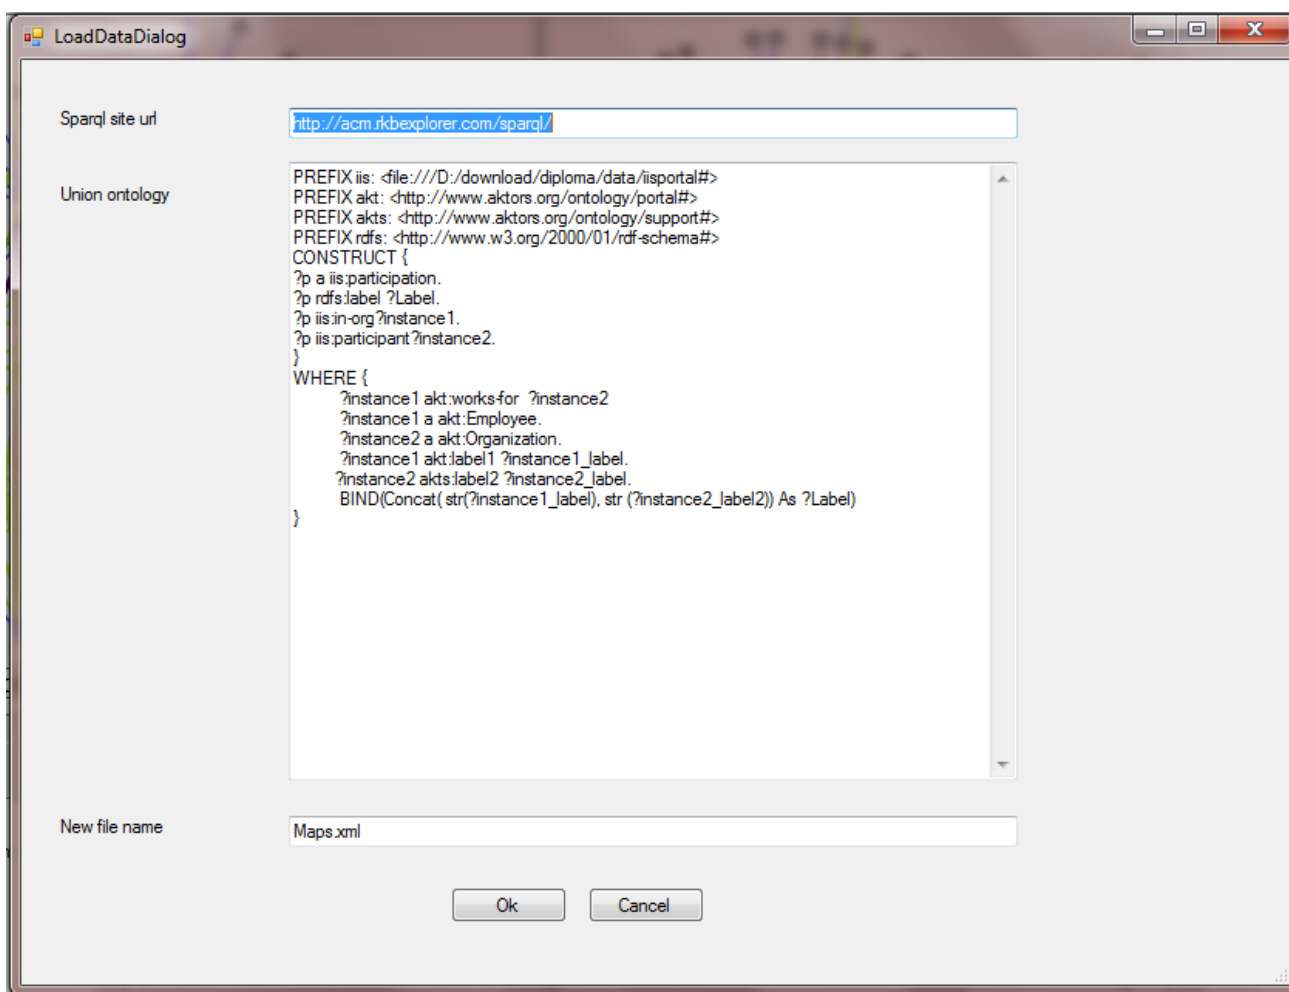 LoadDataDialog
Sparql site url
http://acm.rkbexplorer.com/sparql/
Union ontology
PREFIX iis: <file:///D:/download/diploma/data/iisportal#>
PREFIX akt: <http://www.aktors.org/ontology/portal#>
PREFIX akts: <http://www.aktors.org/ontology/support#>
PREFIX rdfs: <http://www.w3.org/2000/01/rdf-schema#>
CONSTRUCT {
?p a iis:participation.
?p rdfs:label ?Label.
?p iis:in-org?instance1.
?p iis:participant?instance2.
}
WHERE {
?instance1 akt:works-for  ?instance2
?instance1 a akt:Employee.
?instance2 a akt:Organization.
?instance1 akt:label1 ?instance1_label.
?instance2 akts:label2 ?instance2_label.
BIND(Concat( str(?instance1_label), str (?instance2_label2)) As ?Label)
}
New file name
Maps.xml
Ok
Cancel